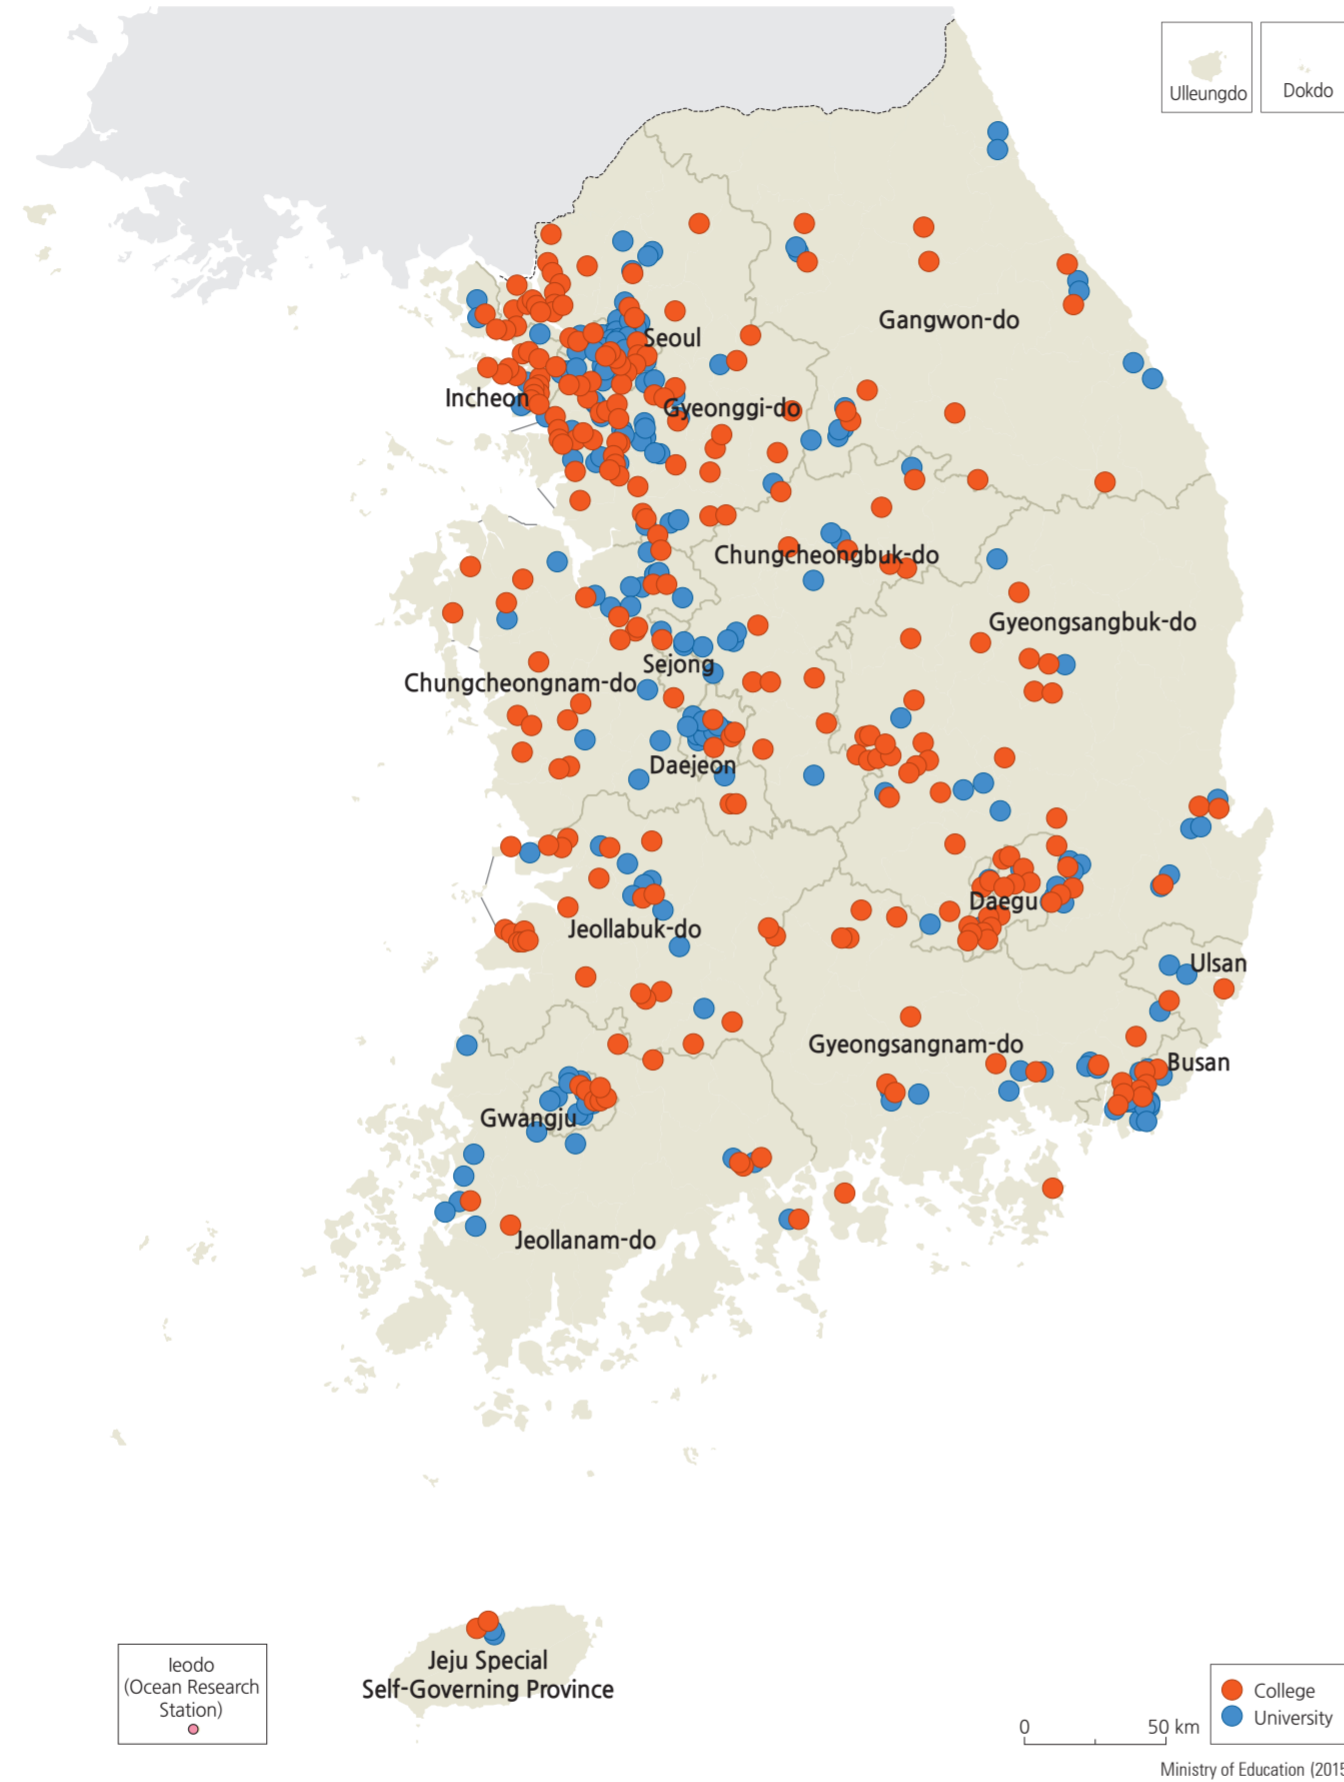 Ulleungdo
Dokdo
Gangwon-do
Seoul
Incheon
Gyeonggi-do
Chungcheongbuk-do
Gyeongsangbuk-do
Sejong
Chungcheongnam-do
Daejeon
Daegu
Jeollabuk-do
Ulsan
Gyeongsangnam-do
Busan
Gwangju
Jeollanam-do
Jeju Special
Self-Governing Province
Ieodo
(Ocean Research
Station)
College
University
0
50 km
Ministry of Education (2015